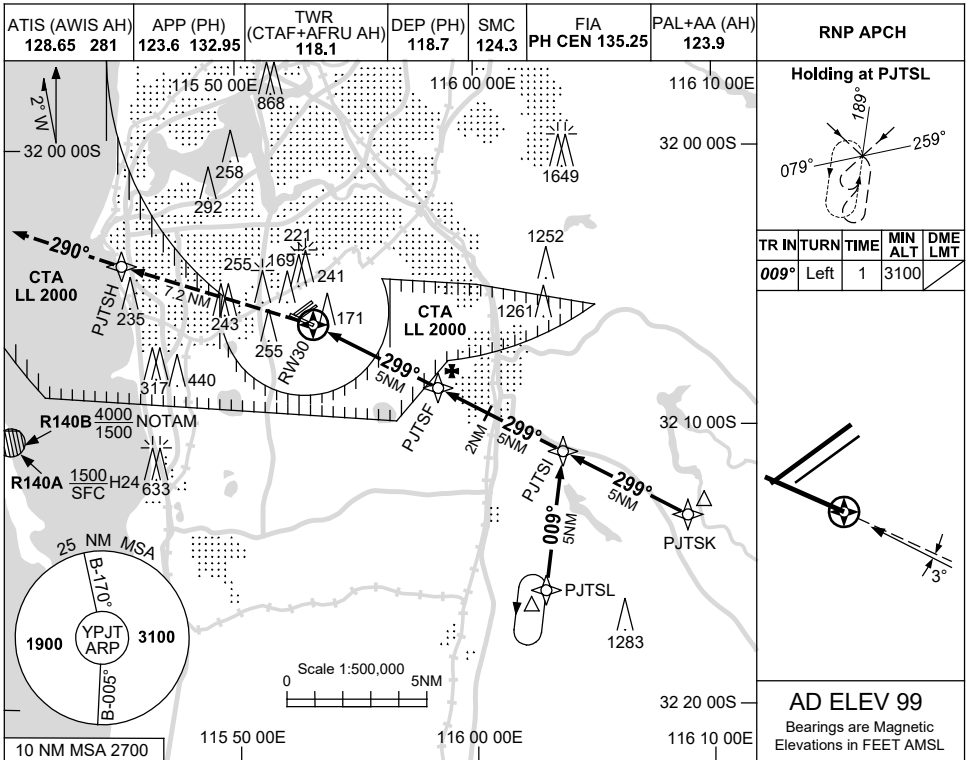 ATIS (AWIS AH)
128.65 281
APP (PH)
123.6 132.95
TWR
(CTAF+AFRU AH)
118.1
DEP (PH)
118.7
SMC
124.3
FIA
PH CEN 135.25
PAL+AA (AH)
123.9
RNP APCH
2° W
115 50 00E
116 00 00E
116 10 00E
32 00 00S
868
258
292
1649
221
169
255
241
1252
290°
CTA
LL 2000
PJTSH
7.2 NM
235
243
255
171
RW30
CTA
LL 2000
1261
299°
5NM
PJTSF
317
440
2NM
299°
5NM
PJTSI
32 10 00S
R140B 4000 NOTAM
1500
R140A 1500 H24
SFC
633
299°
5NM
PJTSK
009°
5NM
PJTSL
1283
25 NM MSA
B-170°
1900
YPJT
ARP
3100
B-005°
Scale 1:500,000
0 5NM
32 20 00S
10 NM MSA 2700
115 50 00E
116 00 00E
116 10 00E
Holding at PJTSL
189°
259°
079°
TR IN TURN TIME MIN ALT DME LMT
009° Left 1 3100
3°
AD ELEV 99
Bearings are Magnetic
Elevations in FEET AMSL